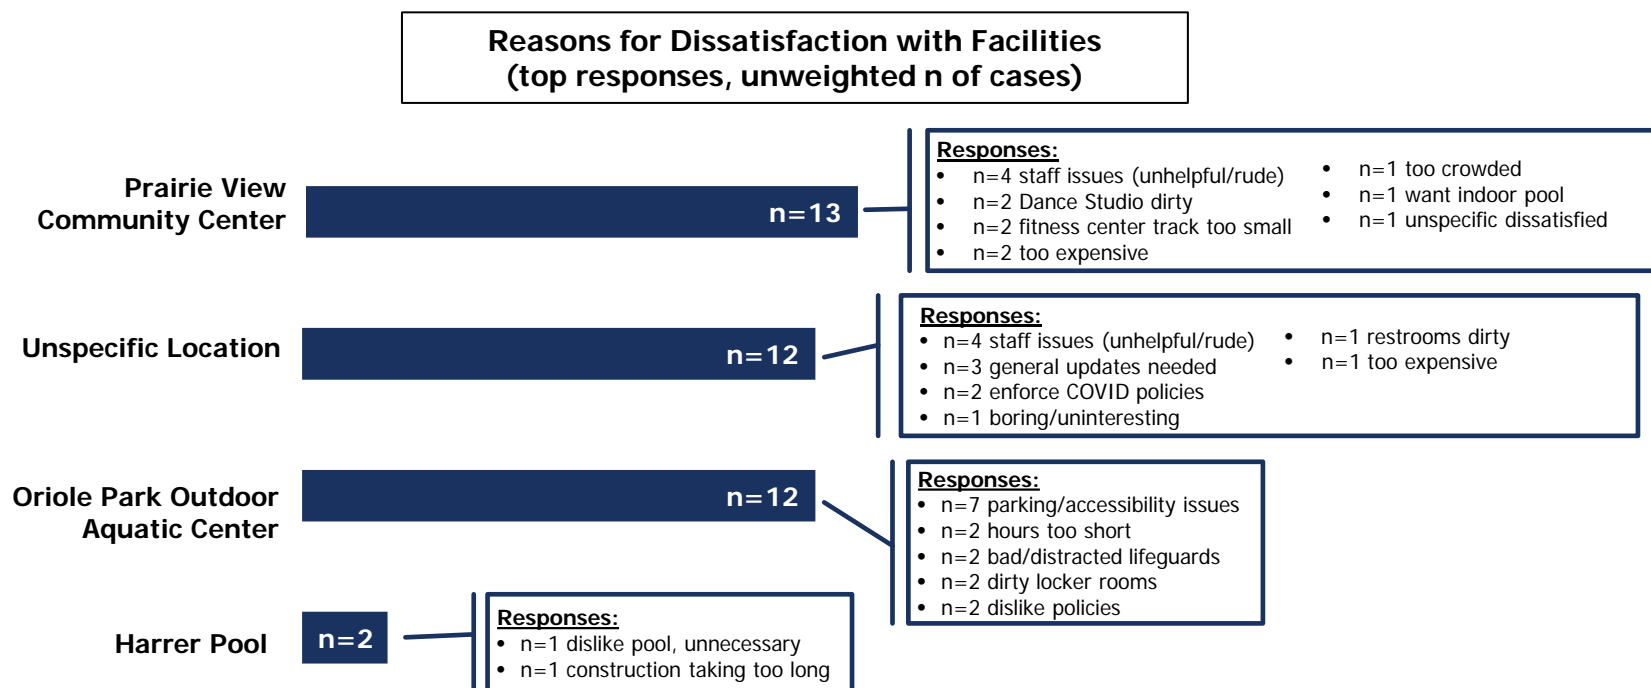 Reasons for Dissatisfaction with Facilities
(top responses, unweighted n of cases)
Prairie View
Community Center
n=13
Responses:
• n=4 staff issues (unhelpful/rude)
• n=2 Dance Studio dirty
• n=2 fitness center track too small
• n=2 too expensive
• n=1 too crowded
• n=1 want indoor pool
• n=1 unspecific dissatisfied
Unspecific Location
n=12
Responses:
• n=4 staff issues (unhelpful/rude)
• n=3 general updates needed
• n=2 enforce COVID policies
• n=1 boring/uninteresting
• n=1 restrooms dirty
• n=1 too expensive
Oriole Park Outdoor
Aquatic Center
n=12
Responses:
• n=7 parking/accessibility issues
• n=2 hours too short
• n=2 bad/distracted lifeguards
• n=2 dirty locker rooms
• n=2 dislike policies
Harrer Pool
n=2
Responses:
• n=1 dislike pool, unnecessary
• n=1 construction taking too long